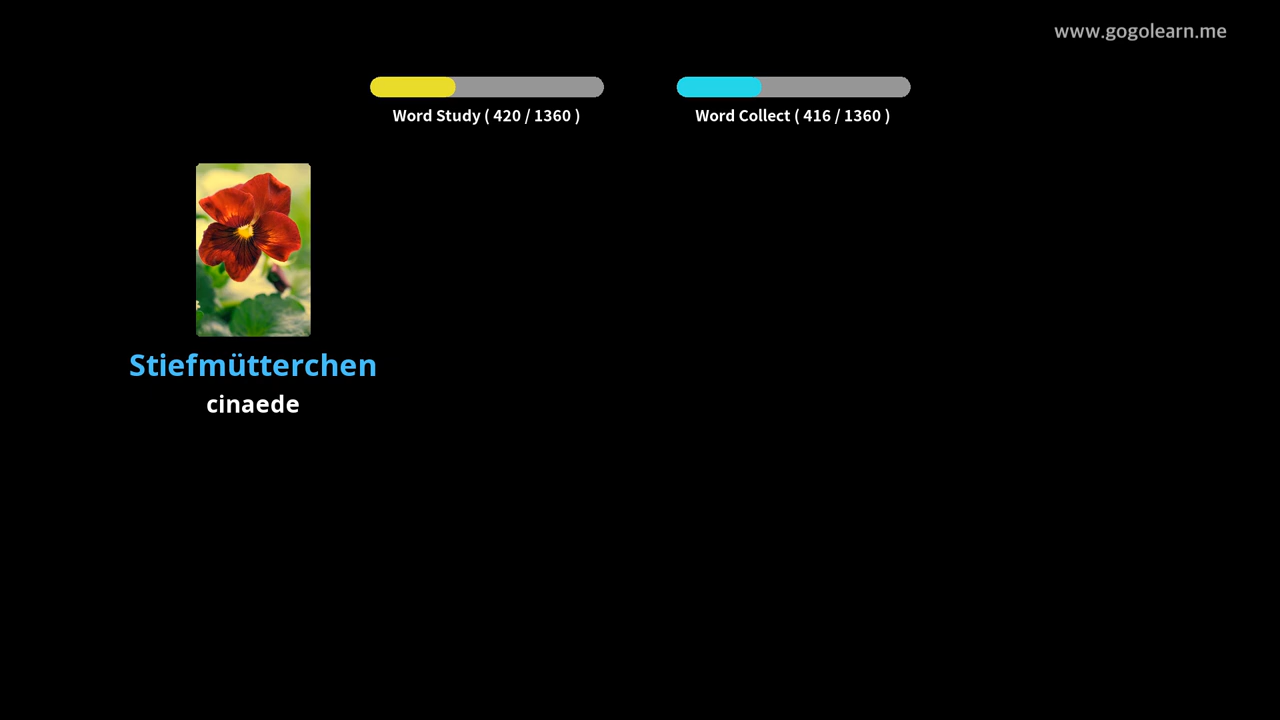 www.gogolearn.me
Word Study ( 420 / 1360 )
Word Collect ( 416 / 1360 )
Stiefmütterchen
cinaede